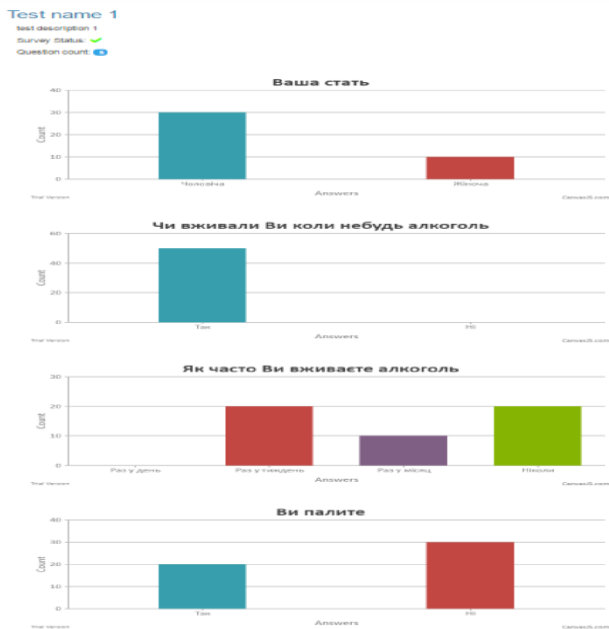 Test name 1
test description 1
Survey Status:
Question count:
Ваша стать
40
30
20
10
0
Count
Чоловіча
Жіноча
Answers
Trial Version
CanvasJS.com
Чи вживали Ви коли небудь алкоголь
60
40
20
0
Count
Так
Ні
Answers
Trial Version
CanvasJS.com
Як часто Ви вживаєте алкоголь
30
20
10
0
Count
Раз у день
Раз у тиждень
Раз у місяц
Ніколи
Answers
Trial Version
CanvasJS.com
Ви палите
40
30
20
10
0
Count
Так
Ні
Answers
Trial Version
CanvasJS.com